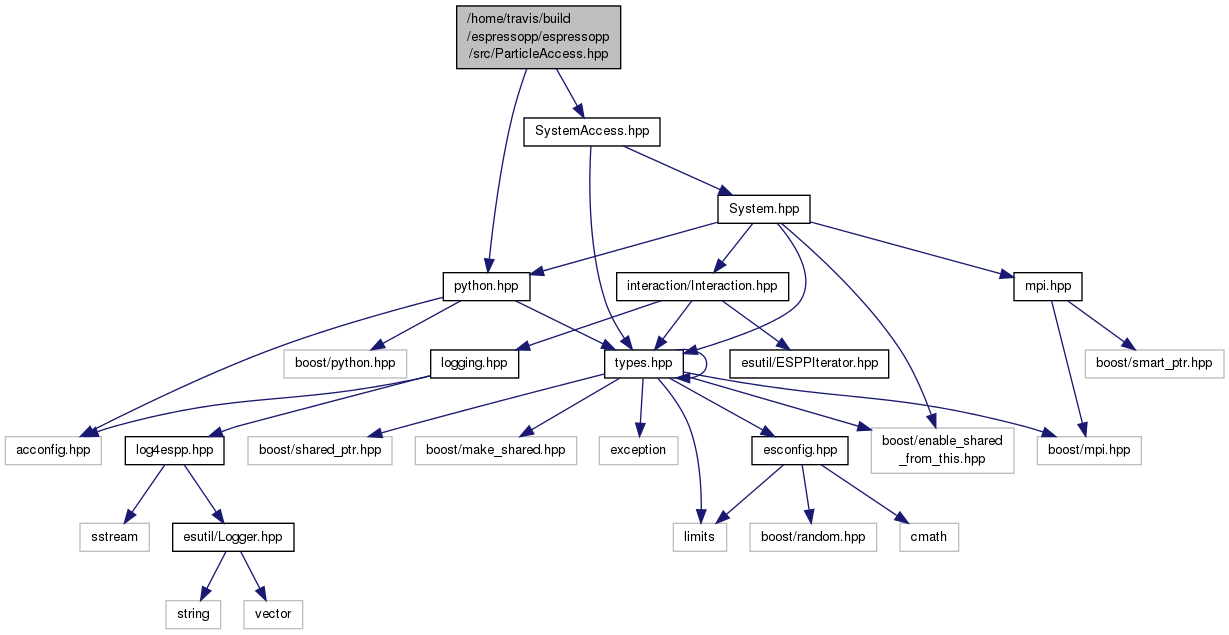 /home/travis/build
/espressopp/espressopp
/src/ParticleAccess.hpp
SystemAccess.hpp
System.hpp
python.hpp
interaction/Interaction.hpp
mpi.hpp
boost/python.hpp
logging.hpp
types.hpp
esutil/ESPPIterator.hpp
boost/smart_ptr.hpp
acconfig.hpp
log4espp.hpp
boost/shared_ptr.hpp
boost/make_shared.hpp
exception
esconfig.hpp
boost/enable_shared
_from_this.hpp
boost/mpi.hpp
sstream
esutil/Logger.hpp
limits
boost/random.hpp
cmath
string
vector